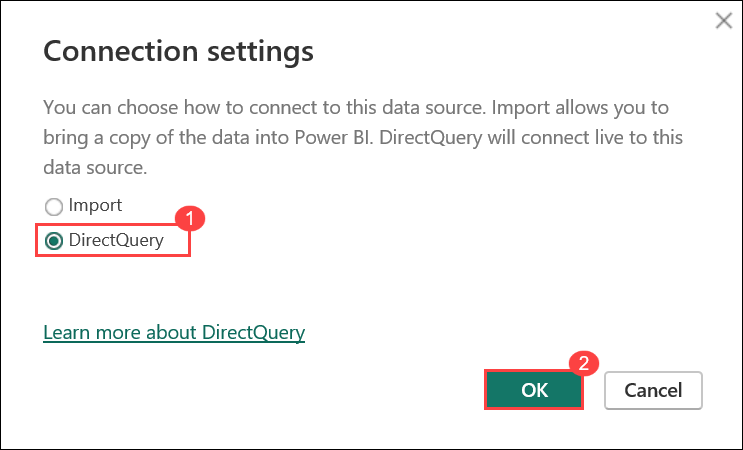 Connection settings
You can choose how to connect to this data source. Import allows you to
bring a copy of the data into Power BI. DirectQuery will connect live to this
data source.
Import
1
DirectQuery
Learn more about DirectQuery
2
OK
Cancel